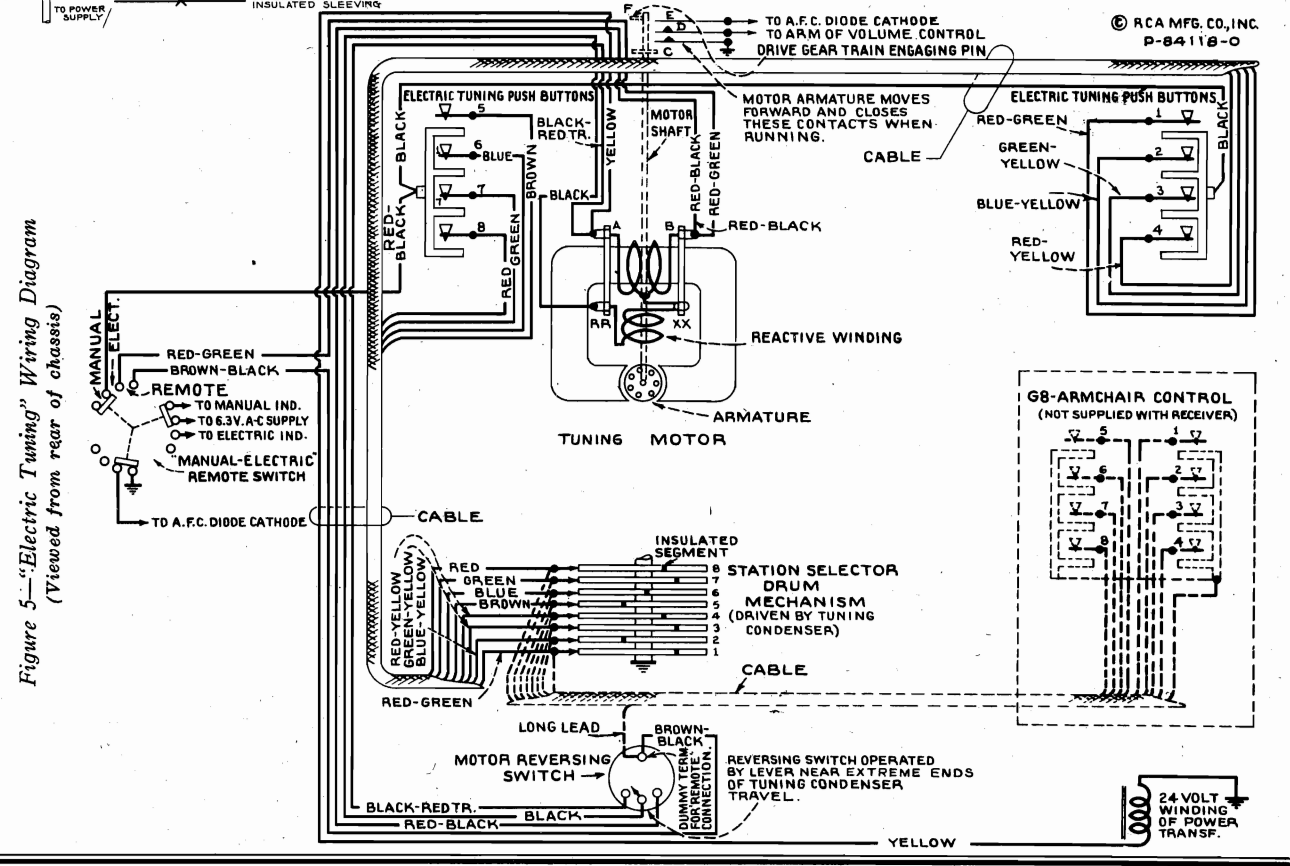 TO POWER
SUPPLY
INSULATED SLEEVING
F
E
D
C
TO A.F.C. DIODE CATHODE
TO ARM OF VOLUME CONTROL
DRIVE GEAR TRAIN ENGAGING PIN
© RCA MFG. CO., INC.
P-84118-0
ELECTRIC TUNING PUSH BUTTONS
5
6
7
8
BLUE
BLACK
RED-
BLACK
BROWN
GREEN
RED
BLACK-
RED TR.
YELLOW
BLACK
MOTOR
SHAFT
RED-BLACK
RED-GREEN
RED-BLACK
MOTOR ARMATURE MOVES
FORWARD AND CLOSES
THESE CONTACTS WHEN
RUNNING.
CABLE
ELECTRIC TUNING PUSH BUTTONS
RED-GREEN
GREEN-
YELLOW
BLUE-YELLOW
RED-
YELLOW
1
2
3
4
BLACK
A
B
RR
XX
REACTIVE WINDING
ARMATURE
TUNING MOTOR
Figure 5—"Electric Tuning" Wiring Diagram
(Viewed from rear of chassis)
MANUAL
ELECT.
RED-GREEN
BROWN-BLACK
REMOTE
TO MANUAL IND.
TO 6.3V. A-C SUPPLY
TO ELECTRIC IND.
"MANUAL-ELECTRIC"
REMOTE SWITCH
TO A.F.C. DIODE CATHODE
CABLE
G8-ARMCHAIR CONTROL
(NOT SUPPLIED WITH RECEIVER)
5
6
7
8
1
2
3
4
RED-YELLOW
GREEN-YELLOW
BLUE-YELLOW
RED
GREEN
BLUE
BROWN
RED-GREEN
INSULATED
SEGMENT
8
7
6
5
4
3
2
1
STATION SELECTOR
DRUM
MECHANISM
(DRIVEN BY TUNING
CONDENSER)
CABLE
LONG LEAD
BROWN-
BLACK
MOTOR REVERSING
SWITCH
DUMMY TERM.
FOR "REMOTE"
CONNECTION.
REVERSING SWITCH OPERATED
BY LEVER NEAR EXTREME ENDS
OF TUNING CONDENSER
TRAVEL.
BLACK-RED TR.
BLACK
RED-BLACK
YELLOW
24 VOLT
WINDING
OF POWER
TRANSF.